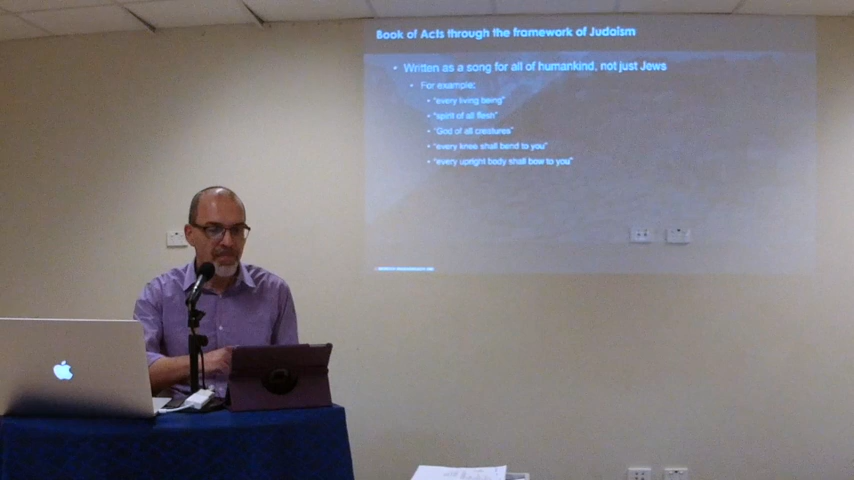 Book of Acts through the framework of Judaism
• Written as a song for all of humankind, not just Jews
• For example:
• "every living being"
• "spirit of all flesh"
• "God of all creatures"
• "every knee shall bend to you"
• "every upright body shall bow to you"